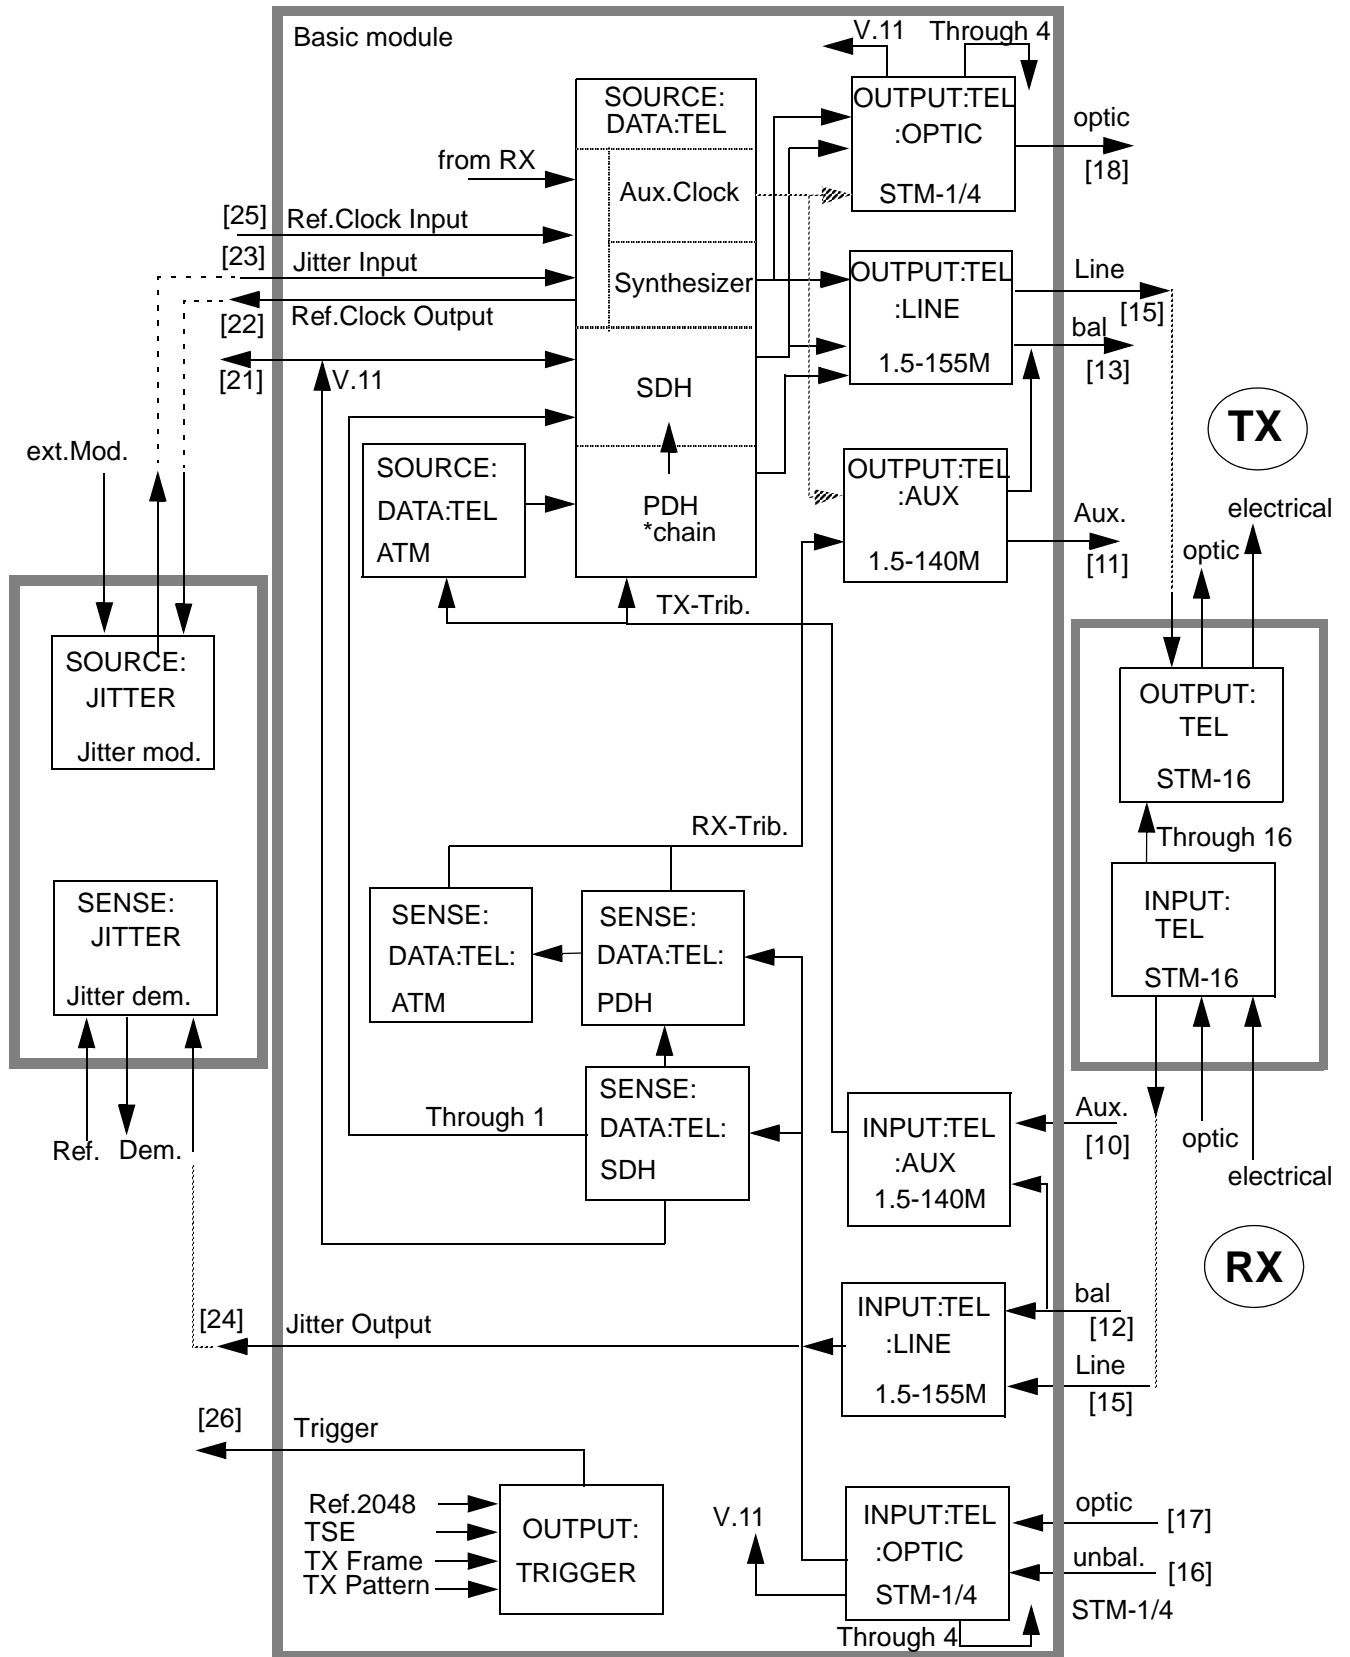 Basic module
V.11
Through 4
SOURCE:
DATA:TEL
Aux.Clock
Synthesizer
SDH
PDH
*chain
from RX
[25]
Ref.Clock Input
[23]
Jitter Input
[22]
Ref.Clock Output
[21]
V.11
OUTPUT:TEL
:OPTIC
STM-1/4
optic
[18]
OUTPUT:TEL
:LINE
1.5-155M
Line
[15]
bal
[13]
TX
ext.Mod.
SOURCE:
DATA:TEL
ATM
OUTPUT:TEL
:AUX
1.5-140M
Aux.
[11]
optic
electrical
TX-Trib.
SOURCE:
JITTER
Jitter mod.
OUTPUT:
TEL
STM-16
Through 16
RX-Trib.
SENSE:
JITTER
Jitter dem.
SENSE:
DATA:TEL:
ATM
SENSE:
DATA:TEL:
PDH
INPUT:
TEL
STM-16
Ref.
Dem.
Through 1
SENSE:
DATA:TEL:
SDH
INPUT:TEL
:AUX
1.5-140M
Aux.
[10]
optic
electrical
RX
[24]
Jitter Output
INPUT:TEL
:LINE
1.5-155M
bal
[12]
Line
[15]
[26]
Trigger
Ref.2048
TSE
TX Frame
TX Pattern
OUTPUT:
TRIGGER
V.11
INPUT:TEL
:OPTIC
STM-1/4
optic
[17]
unbal.
[16]
STM-1/4
Through 4